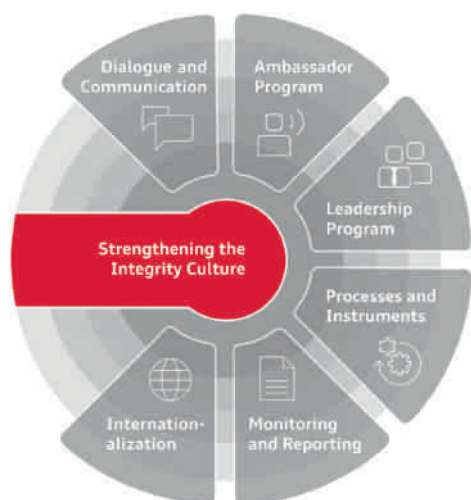 Dialogue and
Communication
Ambassador
Program
Leadership
Program
Strengthening the
Integrity Culture
Processes and
Instruments
Internation-
alization
Monitoring
and Reporting